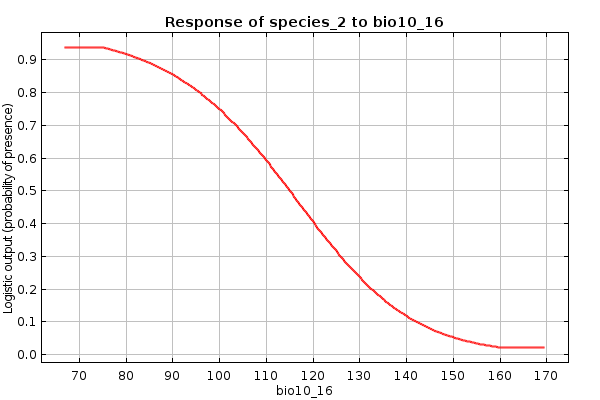 Response of species_2 to bio10_16
Logistic output (probability of presence)
0.9
0.8
0.7
0.6
0.5
0.4
0.3
0.2
0.1
0.0
70 80 90 100 110 120 130 140 150 160 170
bio10_16